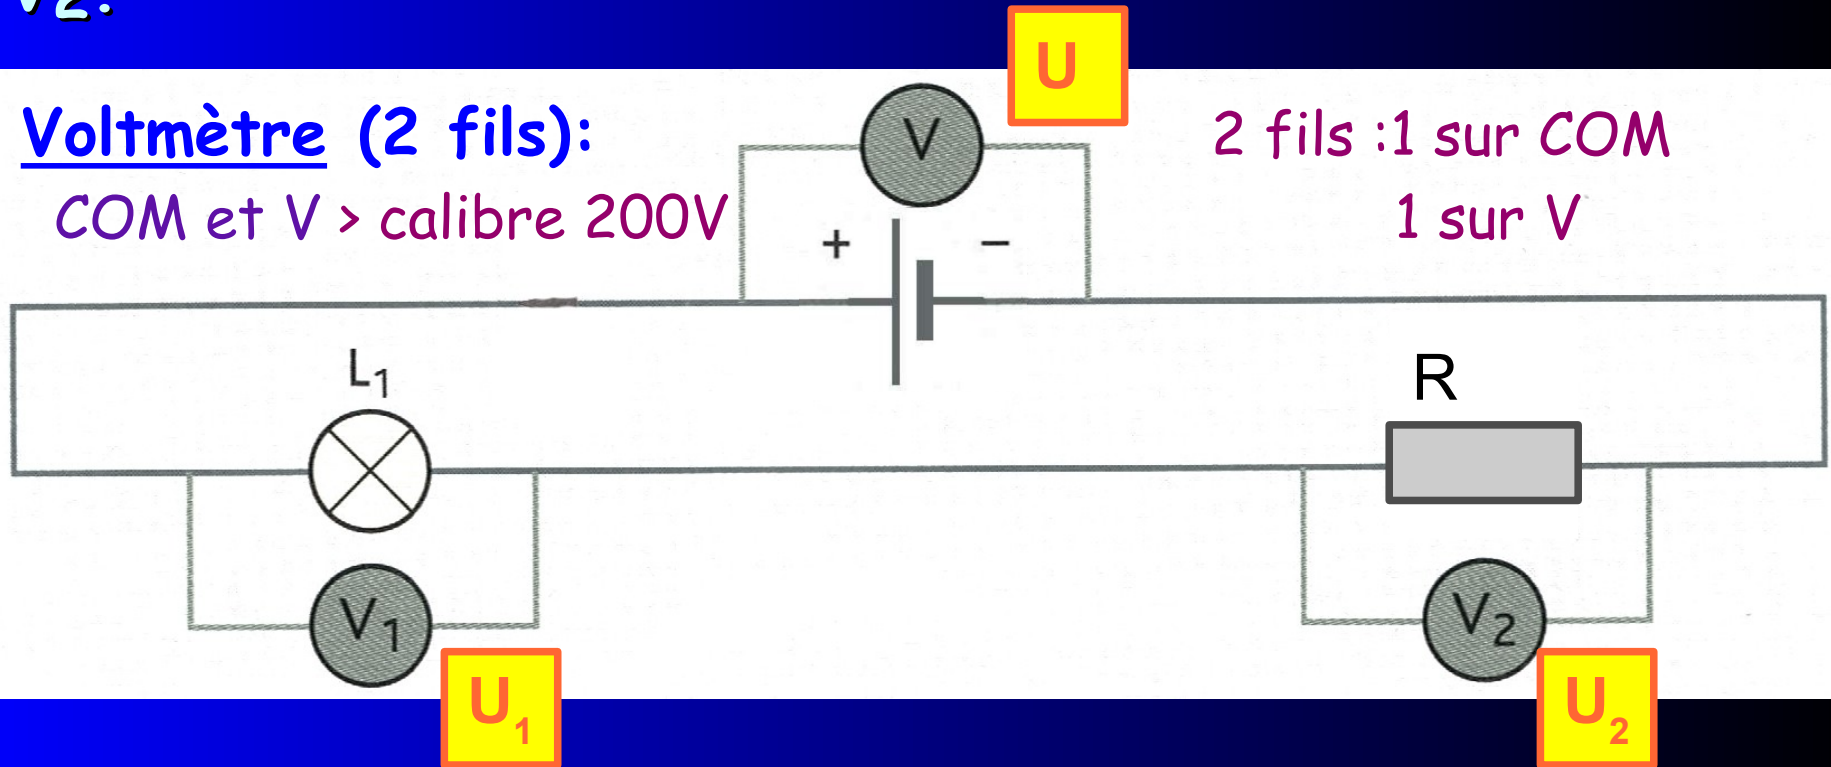 V2.
U
Voltmètre (2 fils):
COM et V > calibre 200V
2 fils :1 sur COM
1 sur V
V
+ −
L1
R
V1
V2
U1
U2